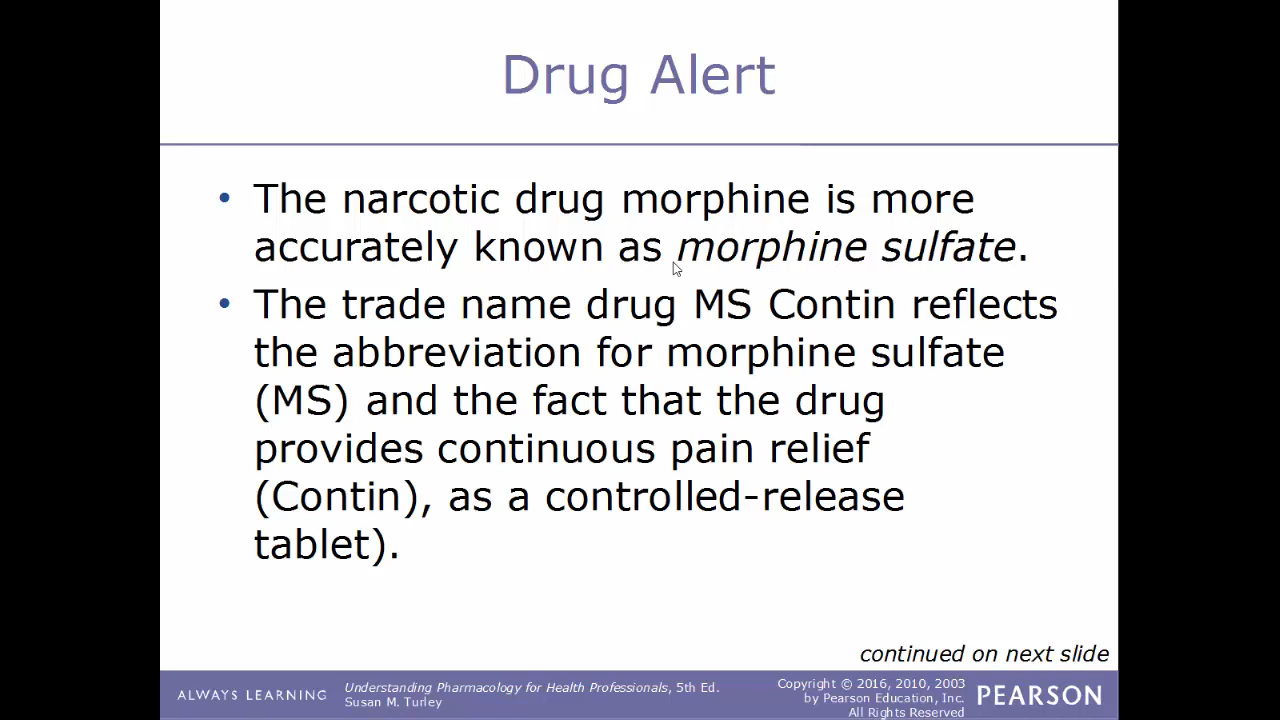 Drug Alert
• The narcotic drug morphine is more
accurately known as morphine sulfate.
• The trade name drug MS Contin reflects
the abbreviation for morphine sulfate
(MS) and the fact that the drug
provides continuous pain relief
(Contin), as a controlled-release
tablet).
continued on next slide
ALWAYS LEARNING
Understanding Pharmacology for Health Professionals, 5th Ed.
Susan M. Turley
Copyright © 2016, 2010, 2003
by Pearson Education, Inc.
All Rights Reserved
PEARSON